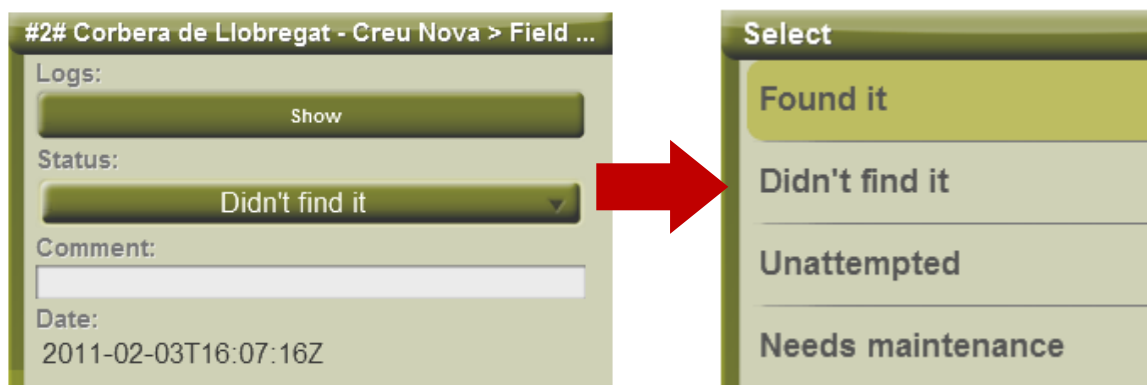 #2# Corbera de Llobregat - Creu Nova > Field ...
Logs:
Show
Status:
Didn't find it
Comment:
Date:
2011-02-03T16:07:16Z
Select
Found it
Didn't find it
Unattempted
Needs maintenance